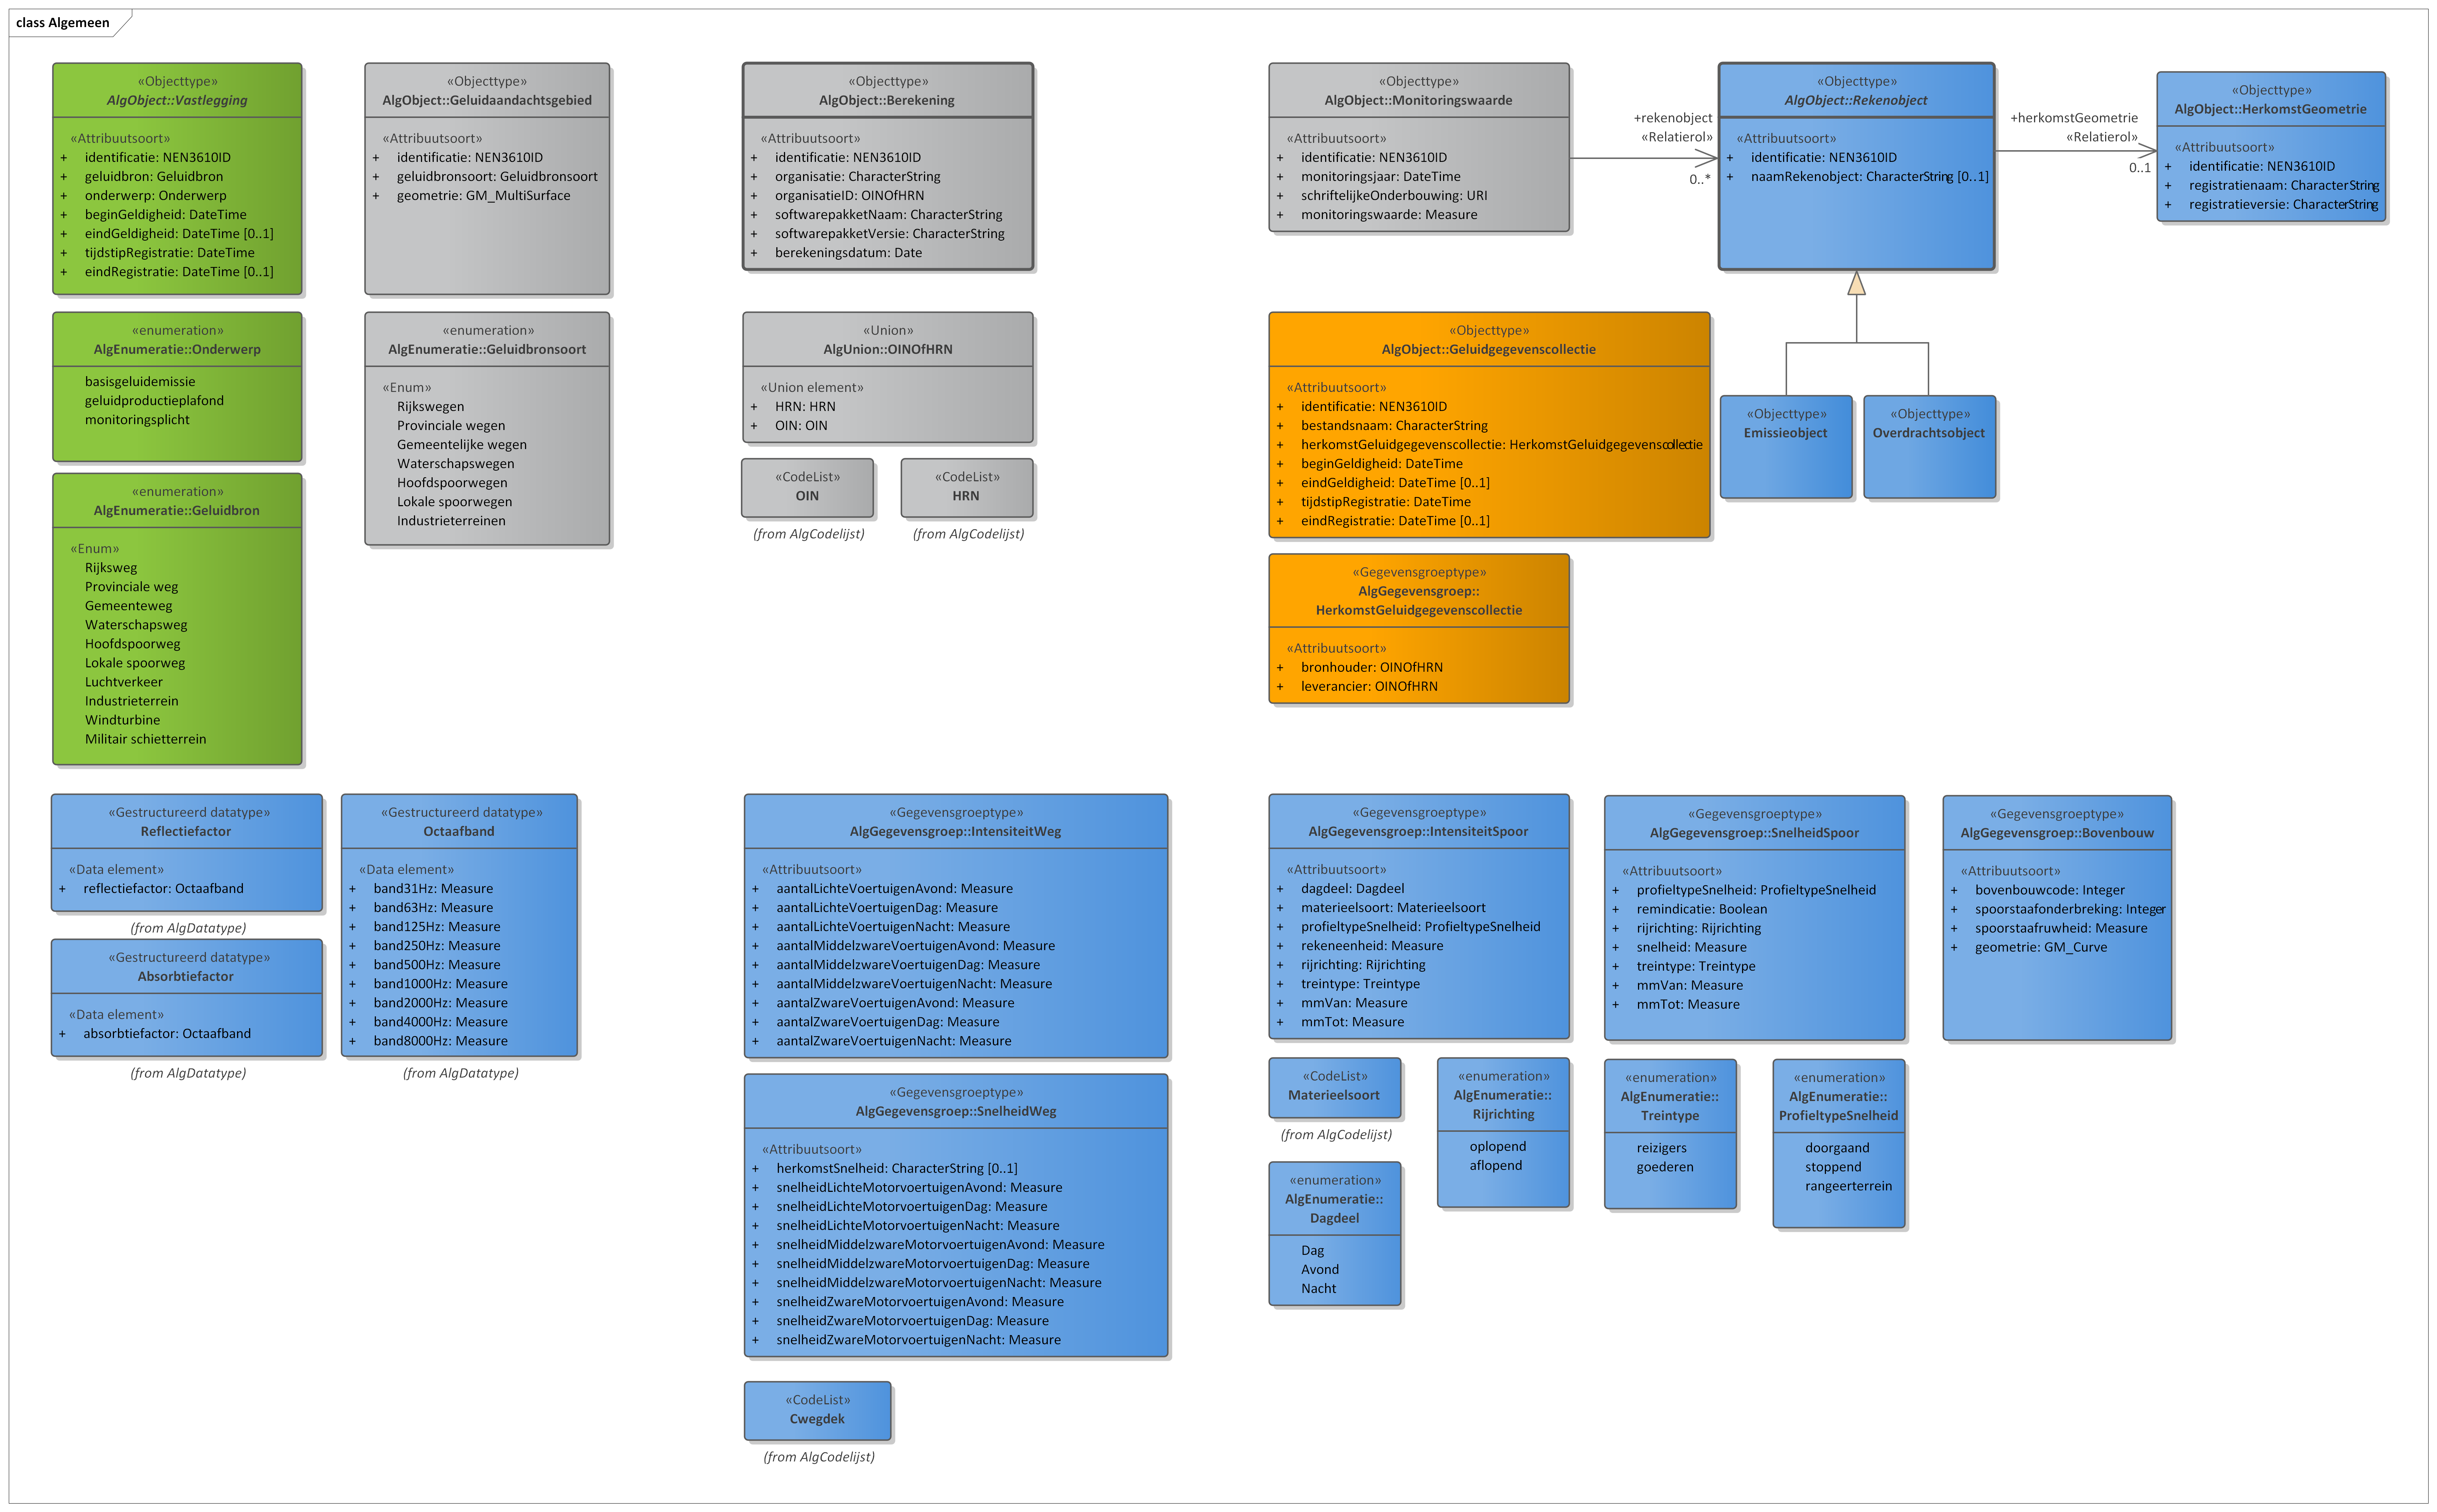 class Algemeen
«Objecttype»
AlgObject::Vastlegging
«Attribuutsoort»
+ identificatie: NEN3610ID
+ geluidbron: Geluidbron
+ onderwerp: Onderwerp
+ beginGeldigheid: DateTime
+ eindGeldigheid: DateTime [0..1]
+ tijdstipRegistratie: DateTime
+ eindRegistratie: DateTime [0..1]
«Objecttype»
AlgObject::Geluidaandachtsgebied
«Attribuutsoort»
+ identificatie: NEN3610ID
+ geluidbronsoort: Geluidbronsoort
+ geometrie: GM_MultiSurface
«Objecttype»
AlgObject::Berekening
«Attribuutsoort»
+ identificatie: NEN3610ID
+ organisatie: CharacterString
+ organisatieID: OINOfHRN
+ softwarepakketNaam: CharacterString
+ softwarepakketVersie: CharacterString
+ berekeningsdatum: Date
«Objecttype»
AlgObject::Monitoringswaarde
«Attribuutsoort»
+ identificatie: NEN3610ID
+ monitoringsjaar: DateTime
+ schriftelijkeOnderbouwing: URI
+ monitoringswaarde: Measure
+rekenobject
«Relatierol»
0..*
«Objecttype»
AlgObject::Rekenobject
«Attribuutsoort»
+ identificatie: NEN3610ID
+ naamRekenobject: CharacterString [0..1]
+herkomstGeometrie
«Relatierol»
0..1
«Objecttype»
AlgObject::HerkomstGeometrie
«Attribuutsoort»
+ identificatie: NEN3610ID
+ registratienaam: CharacterString
+ registratieversie: CharacterString
«enumeration»
AlgEnumeratie::Onderwerp
basisgeluidemissie
geluidproductieplafond
monitoringsplicht
«enumeration»
AlgEnumeratie::Geluidbronsoort
«Enum»
Rijkswegen
Provinciale wegen
Gemeentelijke wegen
Waterschapswegen
Hoofdspoorwegen
Lokale spoorwegen
Industrieterreinen
«Union»
AlgUnion::OINOfHRN
«Union element»
+ HRN: HRN
+ OIN: OIN
«CodeList»
OIN
(from AlgCodelijst)
«CodeList»
HRN
(from AlgCodelijst)
«Objecttype»
AlgObject::Geluidgegevenscollectie
«Attribuutsoort»
+ identificatie: NEN3610ID
+ bestandsnaam: CharacterString
+ herkomstGeluidgegevenscollectie: HerkomstGeluidgegevenscollectie
+ beginGeldigheid: DateTime
+ eindGeldigheid: DateTime [0..1]
+ tijdstipRegistratie: DateTime
+ eindRegistratie: DateTime [0..1]
«Objecttype»
Emissieobject
«Objecttype»
Overdrachtsobject
«enumeration»
AlgEnumeratie::Geluidbron
«Enum»
Rijksweg
Provinciale weg
Gemeenteweg
Waterschapsweg
Hoofdspoorweg
Lokale spoorweg
Luchtverkeer
Industrieterrein
Windturbine
Militair schietterrein
«Gegevensgroeptype»
AlgGegevensgroep::
HerkomstGeluidgegevenscollectie
«Attribuutsoort»
+ bronhouder: OINOfHRN
+ leverancier: OINOfHRN
«Gestructureerd datatype»
Reflectiefactor
«Data element»
+ reflectiefactor: Octaafband
(from AlgDatatype)
«Gestructureerd datatype»
Absorbtiefactor
«Data element»
+ absorbtiefactor: Octaafband
(from AlgDatatype)
«Gestructureerd datatype»
Octaafband
«Data element»
+ band31Hz: Measure
+ band63Hz: Measure
+ band125Hz: Measure
+ band250Hz: Measure
+ band500Hz: Measure
+ band1000Hz: Measure
+ band2000Hz: Measure
+ band4000Hz: Measure
+ band8000Hz: Measure
(from AlgDatatype)
«Gegevensgroeptype»
AlgGegevensgroep::IntensiteitWeg
«Attribuutsoort»
+ aantalLichteVoertuigenAvond: Measure
+ aantalLichteVoertuigenDag: Measure
+ aantalLichteVoertuigenNacht: Measure
+ aantalMiddelzwareVoertuigenAvond: Measure
+ aantalMiddelzwareVoertuigenDag: Measure
+ aantalMiddelzwareVoertuigenNacht: Measure
+ aantalZwareVoertuigenAvond: Measure
+ aantalZwareVoertuigenDag: Measure
+ aantalZwareVoertuigenNacht: Measure
«Gegevensgroeptype»
AlgGegevensgroep::SnelheidWeg
«Attribuutsoort»
+ herkomstSnelheid: CharacterString [0..1]
+ snelheidLichteMotorvoertuigenAvond: Measure
+ snelheidLichteMotorvoertuigenDag: Measure
+ snelheidLichteMotorvoertuigenNacht: Measure
+ snelheidMiddelzwareMotorvoertuigenAvond: Measure
+ snelheidMiddelzwareMotorvoertuigenDag: Measure
+ snelheidMiddelzwareMotorvoertuigenNacht: Measure
+ snelheidZwareMotorvoertuigenAvond: Measure
+ snelheidZwareMotorvoertuigenDag: Measure
+ snelheidZwareMotorvoertuigenNacht: Measure
«CodeList»
Cwegdek
(from AlgCodelijst)
«Gegevensgroeptype»
AlgGegevensgroep::IntensiteitSpoor
«Attribuutsoort»
+ dagdeel: Dagdeel
+ materieelsoort: Materieelsoort
+ profieltypeSnelheid: ProfieltypeSnelheid
+ rekeneenheid: Measure
+ rijrichting: Rijrichting
+ treintype: Treintype
+ mmVan: Measure
+ mmTot: Measure
«Gegevensgroeptype»
AlgGegevensgroep::SnelheidSpoor
«Attribuutsoort»
+ profieltypeSnelheid: ProfieltypeSnelheid
+ remindicatie: Boolean
+ rijrichting: Rijrichting
+ snelheid: Measure
+ treintype: Treintype
+ mmVan: Measure
+ mmTot: Measure
«Gegevensgroeptype»
AlgGegevensgroep::Bovenbouw
«Attribuutsoort»
+ bovenbouwcode: Integer
+ spoorstaafonderbreking: Integer
+ spoorstaafruwheid: Measure
+ geometrie: GM_Curve
«CodeList»
Materieelsoort
(from AlgCodelijst)
«enumeration»
AlgEnumeratie::
Dagdeel
Dag
Avond
Nacht
«enumeration»
AlgEnumeratie::
Rijrichting
oplopend
aflopend
«enumeration»
AlgEnumeratie::
Treintype
reizigers
goederen
«enumeration»
AlgEnumeratie::
ProfieltypeSnelheid
doorgaand
stoppend
rangeerterrein